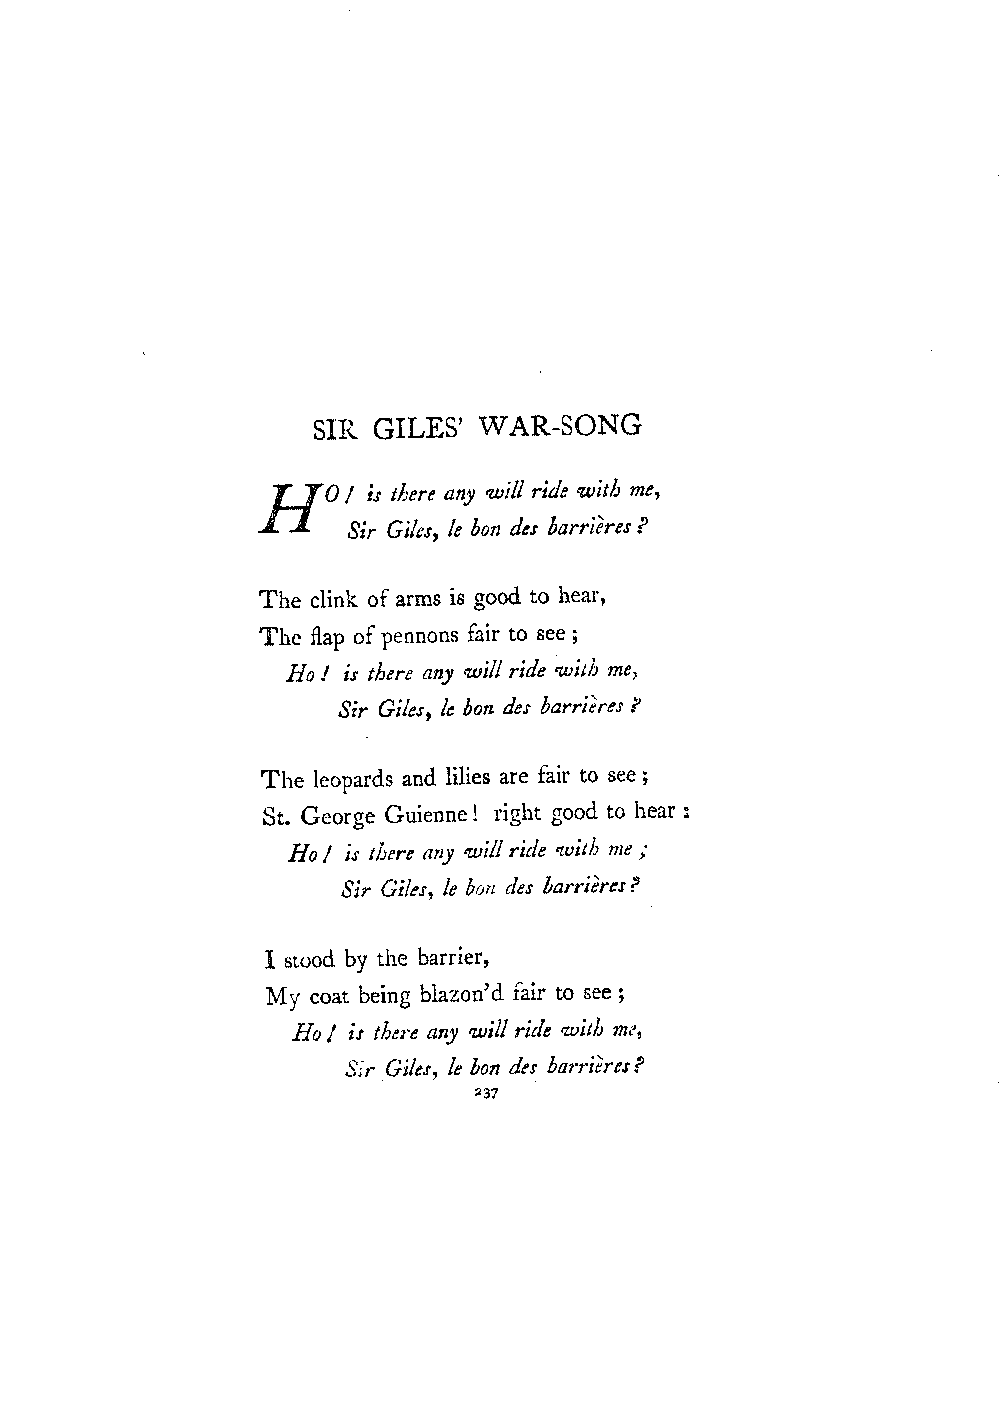 SIR GILES' WAR-SONG
HO! is there any will ride with me,
Sir Giles, le bon des barrières?
The clink of arms is good to hear,
The flap of pennons fair to see;
Ho! is there any will ride with me,
Sir Giles, le bon des barrières?
The leopards and lilies are fair to see;
St. George Guienne! right good to hear:
Ho! is there any will ride with me;
Sir Giles, le bon des barrières?
I stood by the barrier,
My coat being blazon'd fair to see;
Ho! is there any will ride with me,
Sir Giles, le bon des barrières?
237